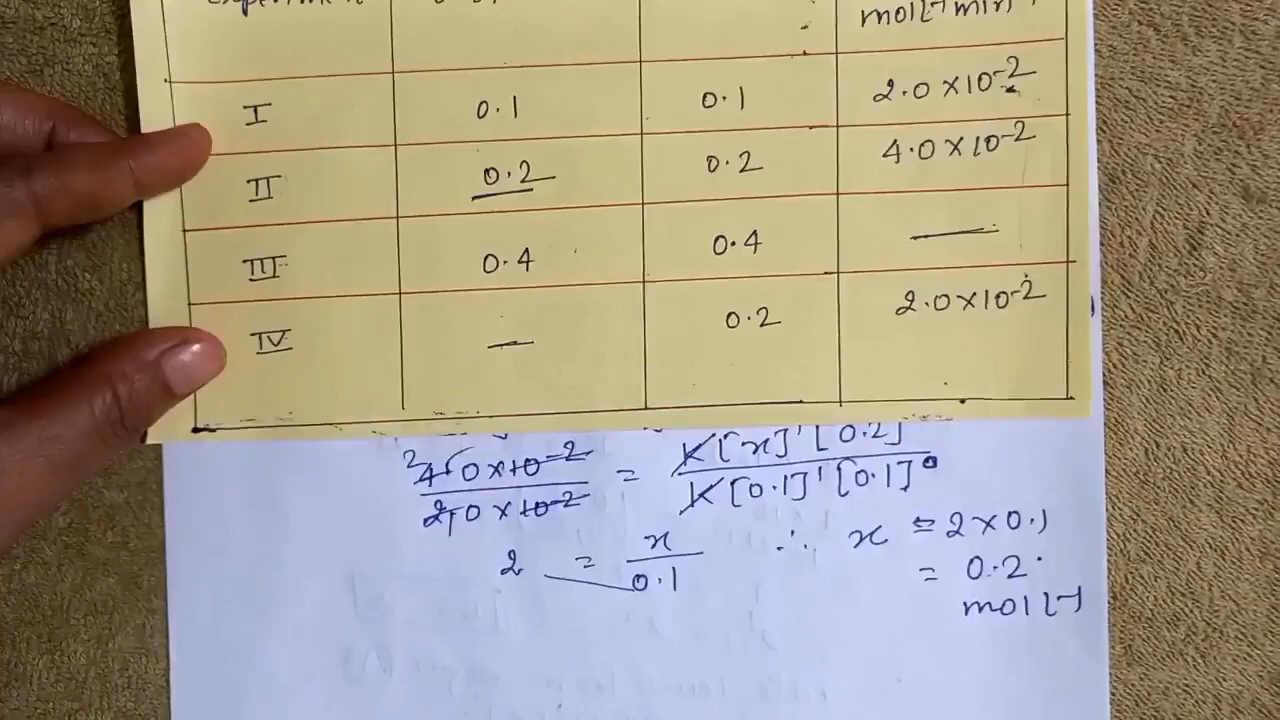 mol L⁻¹ min⁻¹
I 0.1 0.1 2.0 × 10⁻²
II 0.2 0.2 4.0 × 10⁻²
III 0.4 0.4 —
IV — 0.2 2.0 × 10⁻²
4.0 × 10⁻² / 2.0 × 10⁻² = K [x]¹ [0.2] / K [0.1]¹ [0.1]⁰
2
2 = x / 0.1 ∴ x = 2 × 0.1
= 0.2
mol L⁻¹